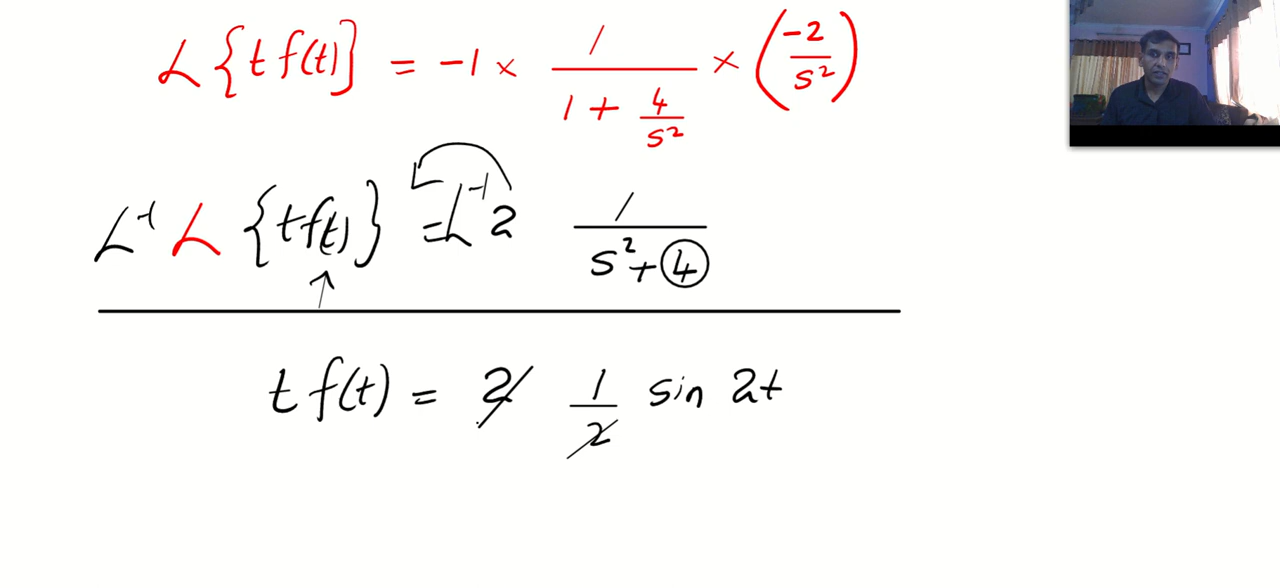 L{t f(t)} = -1 × 1/(1 + 4/s²) × (-2/s²)
L⁻¹ L {t f(t)} = L⁻¹ 2 1/(s² + 4)
t f(t) = 2 1/2 sin 2t